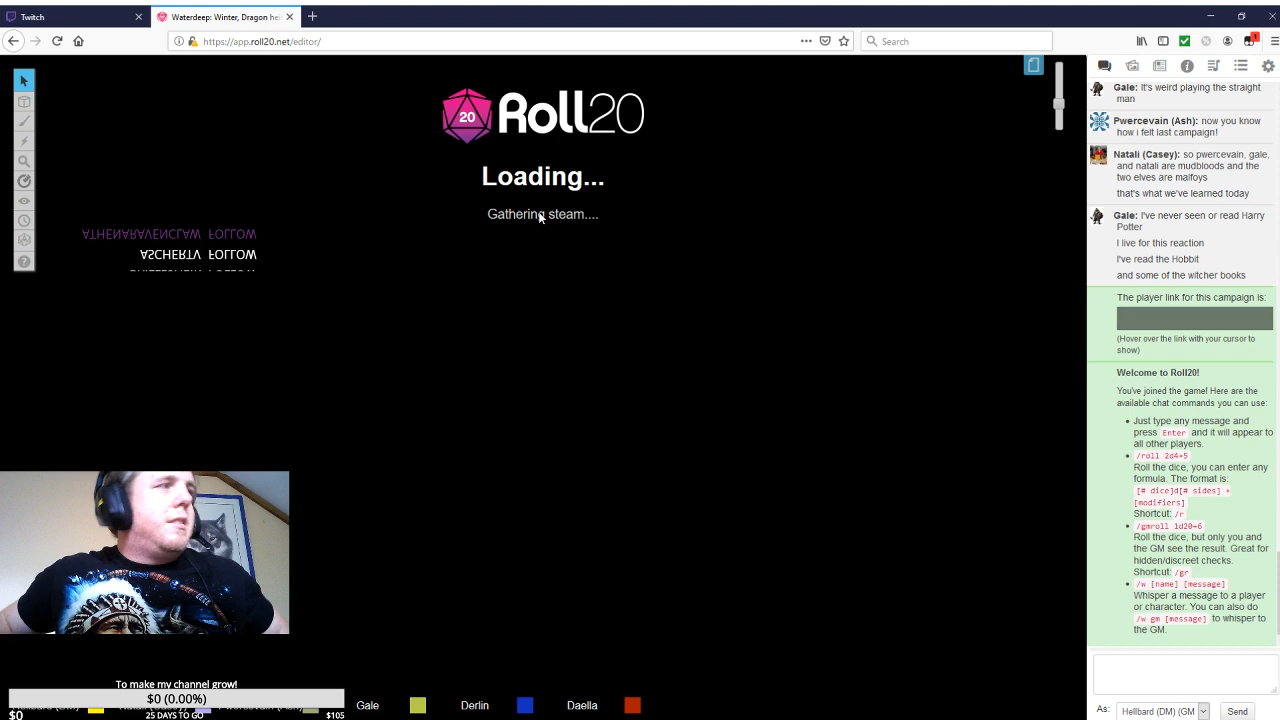 Twitch
Waterdeep: Winter, Dragon hei
https://app.roll20.net/editor/
Search
1
20
Roll20
Loading...
Gathering steam....
ATHENARAVENCLAW FOLLOW
ASCHERTV FOLLOW
Gale: It's weird playing the straight
man
Pwercevain (Ash): now you know
how i felt last campaign!
Natali (Casey): so pwercevain, gale,
and natali are mudbloods and the
two elves are malfoys
that's what we've learned today
Gale: I've never seen or read Harry
Potter
I live for this reaction
I've read the Hobbit
and some of the witcher books
The player link for this campaign is:
(Hover over the link with your cursor to
show)
Welcome to Roll20!
You've joined the game! Here are the
available chat commands you can use:
• Just type any message and
press Enter and it will appear to
all other players.
• /roll 2d4+5
Roll the dice, you can enter any
formula. The format is:
[# dice]d[# sides] +
[modifiers]
Shortcut: /r
• /gmroll 1d20+6
Roll the dice, but only you and
the GM see the result. Great for
hidden/discreet checks.
Shortcut: /gr
• /w [name] [message]
Whisper a message to a player
or character. You can also do
/w gm [message] to whisper to
the GM.
As: Hellbard (DM) (GM Send
To make my channel grow!
$0 (0.00%)
$0 25 DAYS TO GO $105
Gale Derlin Daella